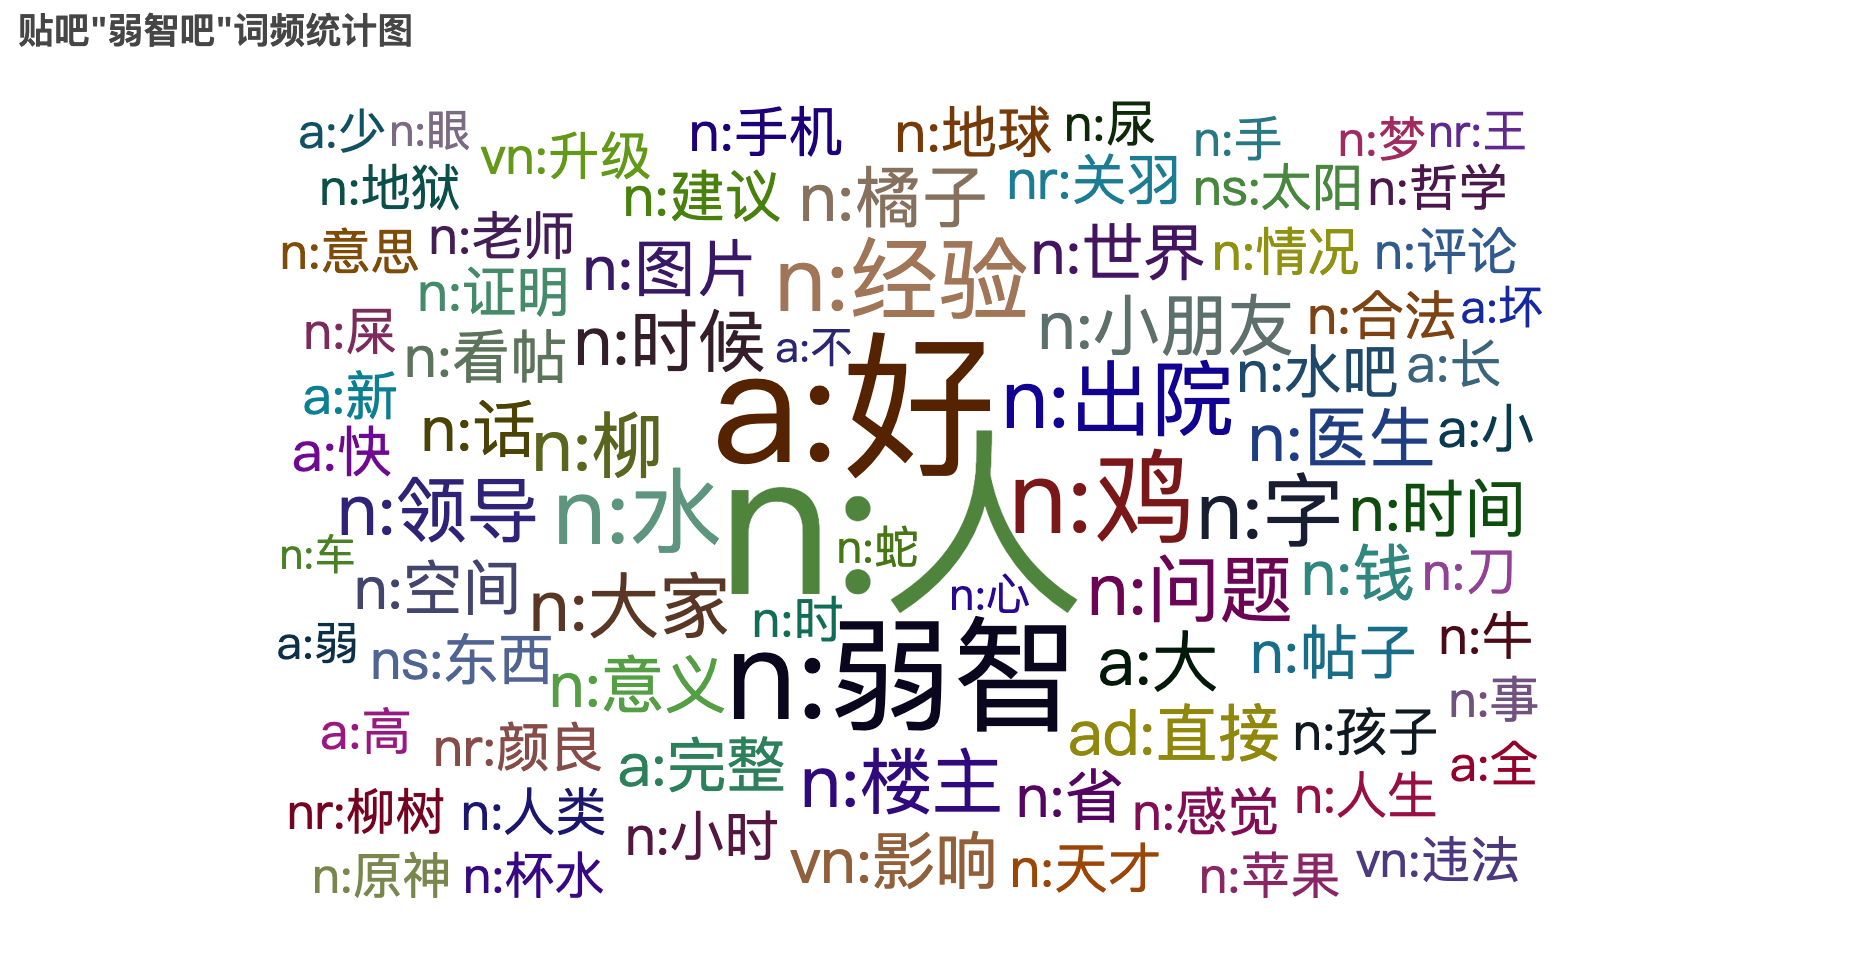 贴吧"弱智吧"词频统计图
a:少 n:眼 vn:升级 n:手机 n:地球 n:尿 n:手 n:梦 nr:王
n:地狱 n:建议 n:橘子 nr:关羽 ns:太阳 n:哲学
n:意思 n:老师 n:图片 n:经验 n:世界 n:情况 n:评论
n:证明 n:小朋友 n:合法 a:坏
n:屎 n:看帖 n:时候 a:不 n:水吧 a:长
a:新 n:话 n:柳 a:好 n:出院 n:医生 a:小
a:快
n:领导 n:水 n:人 n:鸡 n:字 n:时间
n:车 n:空间 n:大家 n:蛇 n:心 n:问题 n:钱 n:刀
n:时
a:弱 ns:东西 n:意义 n:弱智 a:大 n:帖子 n:牛
a:高 nr:颜良 a:完整 ad:直接 n:孩子 n:事
a:全
nr:柳树 n:人类 n:楼主 n:省 n:感觉 n:人生
n:小时
n:原神 n:杯水 vn:影响 n:天才 n:苹果 vn:违法